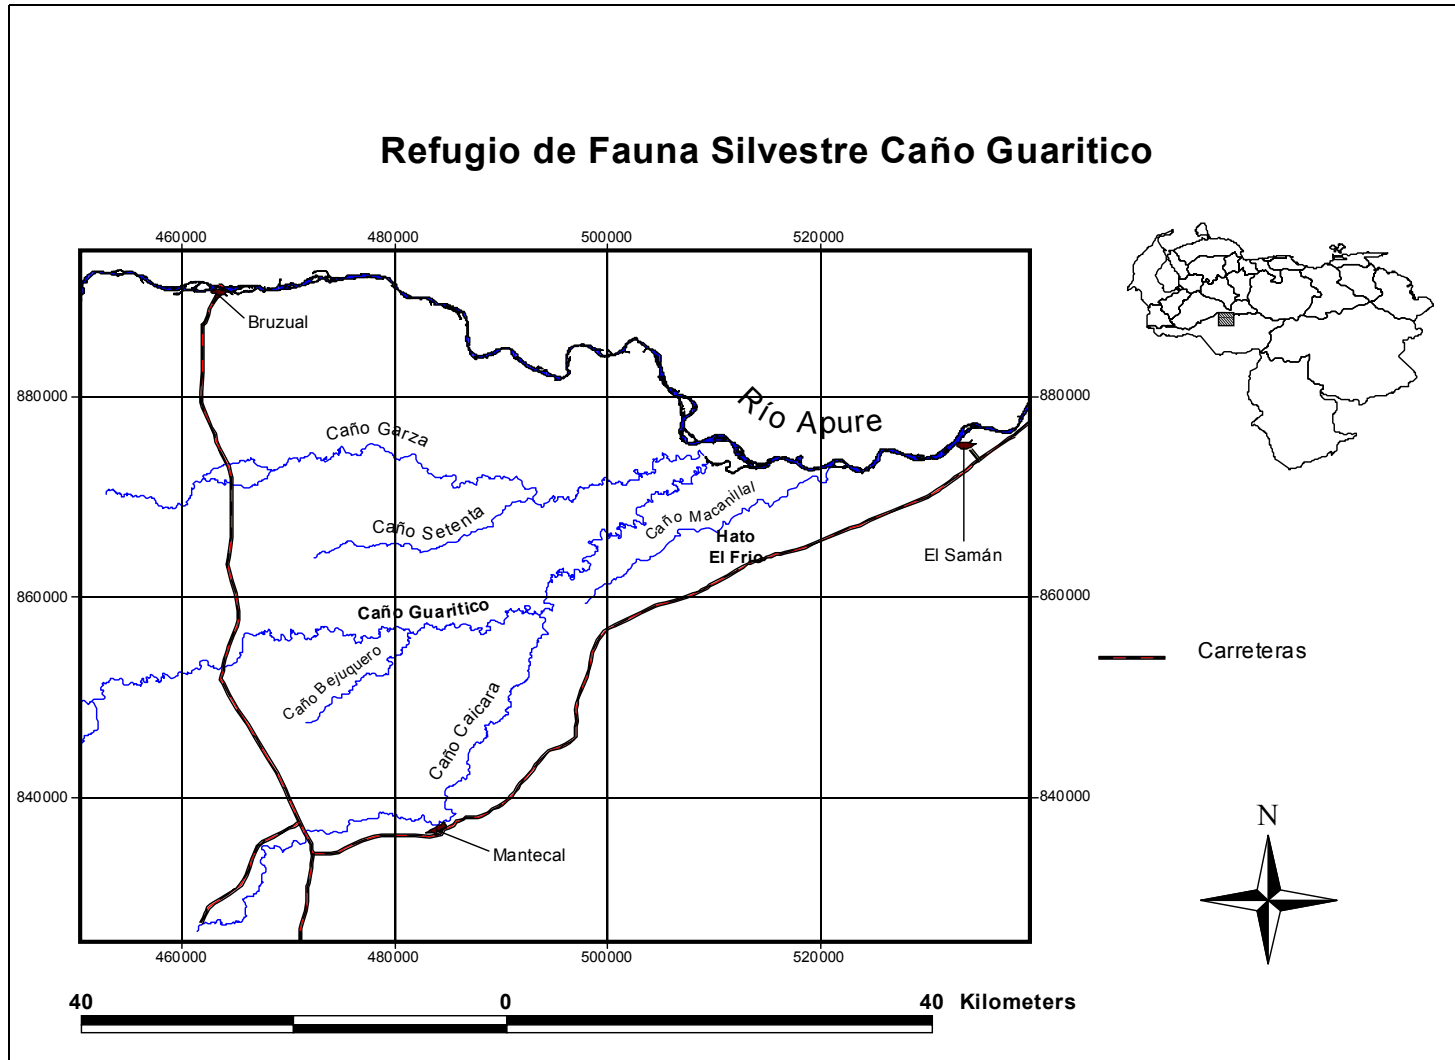 Refugio de Fauna Silvestre Caño Guaritico
460000 480000 500000 520000
Bruzual
880000
880000
Río Apure
Caño Garza
Caño Setenta
Caño Macanillal
Hato
El Frio
El Samán
860000
860000
Caño Guaritico
Caño Bejuquero
Caño Caicara
Carreteras
840000
840000
Mantecal
N
460000 480000 500000 520000
40 0 40 Kilometers